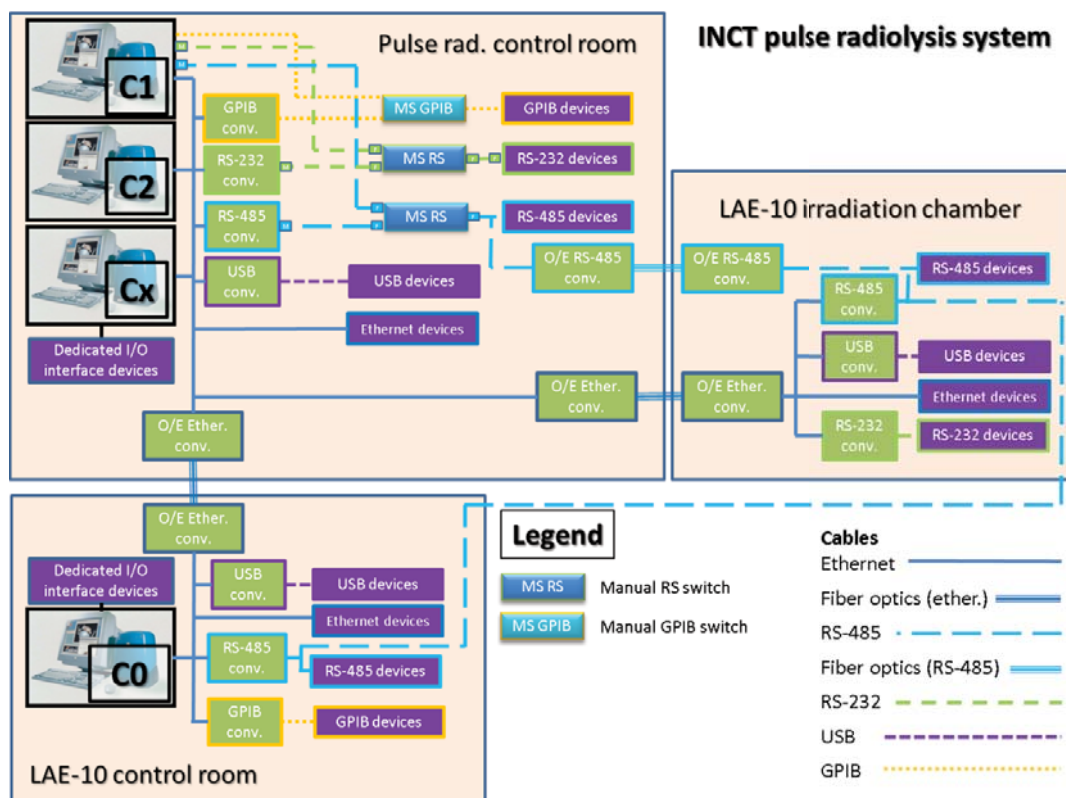 INCT pulse radiolysis system
Pulse rad. control room
C1
C2
Cx
Dedicated I/O
interface devices
GPIB
conv.
RS-232
conv.
RS-485
conv.
USB
conv.
M
M
M
M
MS GPIB
MS RS
MS RS
F
F
F
F
F
F
F
GPIB devices
RS-232 devices
RS-485 devices
USB devices
Ethernet devices
O/E RS-485
conv.
O/E Ether.
conv.
O/E Ether.
conv.
LAE-10 irradiation chamber
O/E RS-485
conv.
O/E Ether.
conv.
RS-485
conv.
USB
conv.
RS-232
conv.
RS-485 devices
USB devices
Ethernet devices
RS-232 devices
O/E Ether.
conv.
Dedicated I/O
interface devices
C0
USB
conv.
RS-485
conv.
GPIB
conv.
USB devices
Ethernet devices
RS-485 devices
GPIB devices
LAE-10 control room
Legend
MS RS
Manual RS switch
MS GPIB
Manual GPIB switch
Cables
Ethernet
Fiber optics (ether.)
RS-485
Fiber optics (RS-485)
RS-232
USB
GPIB